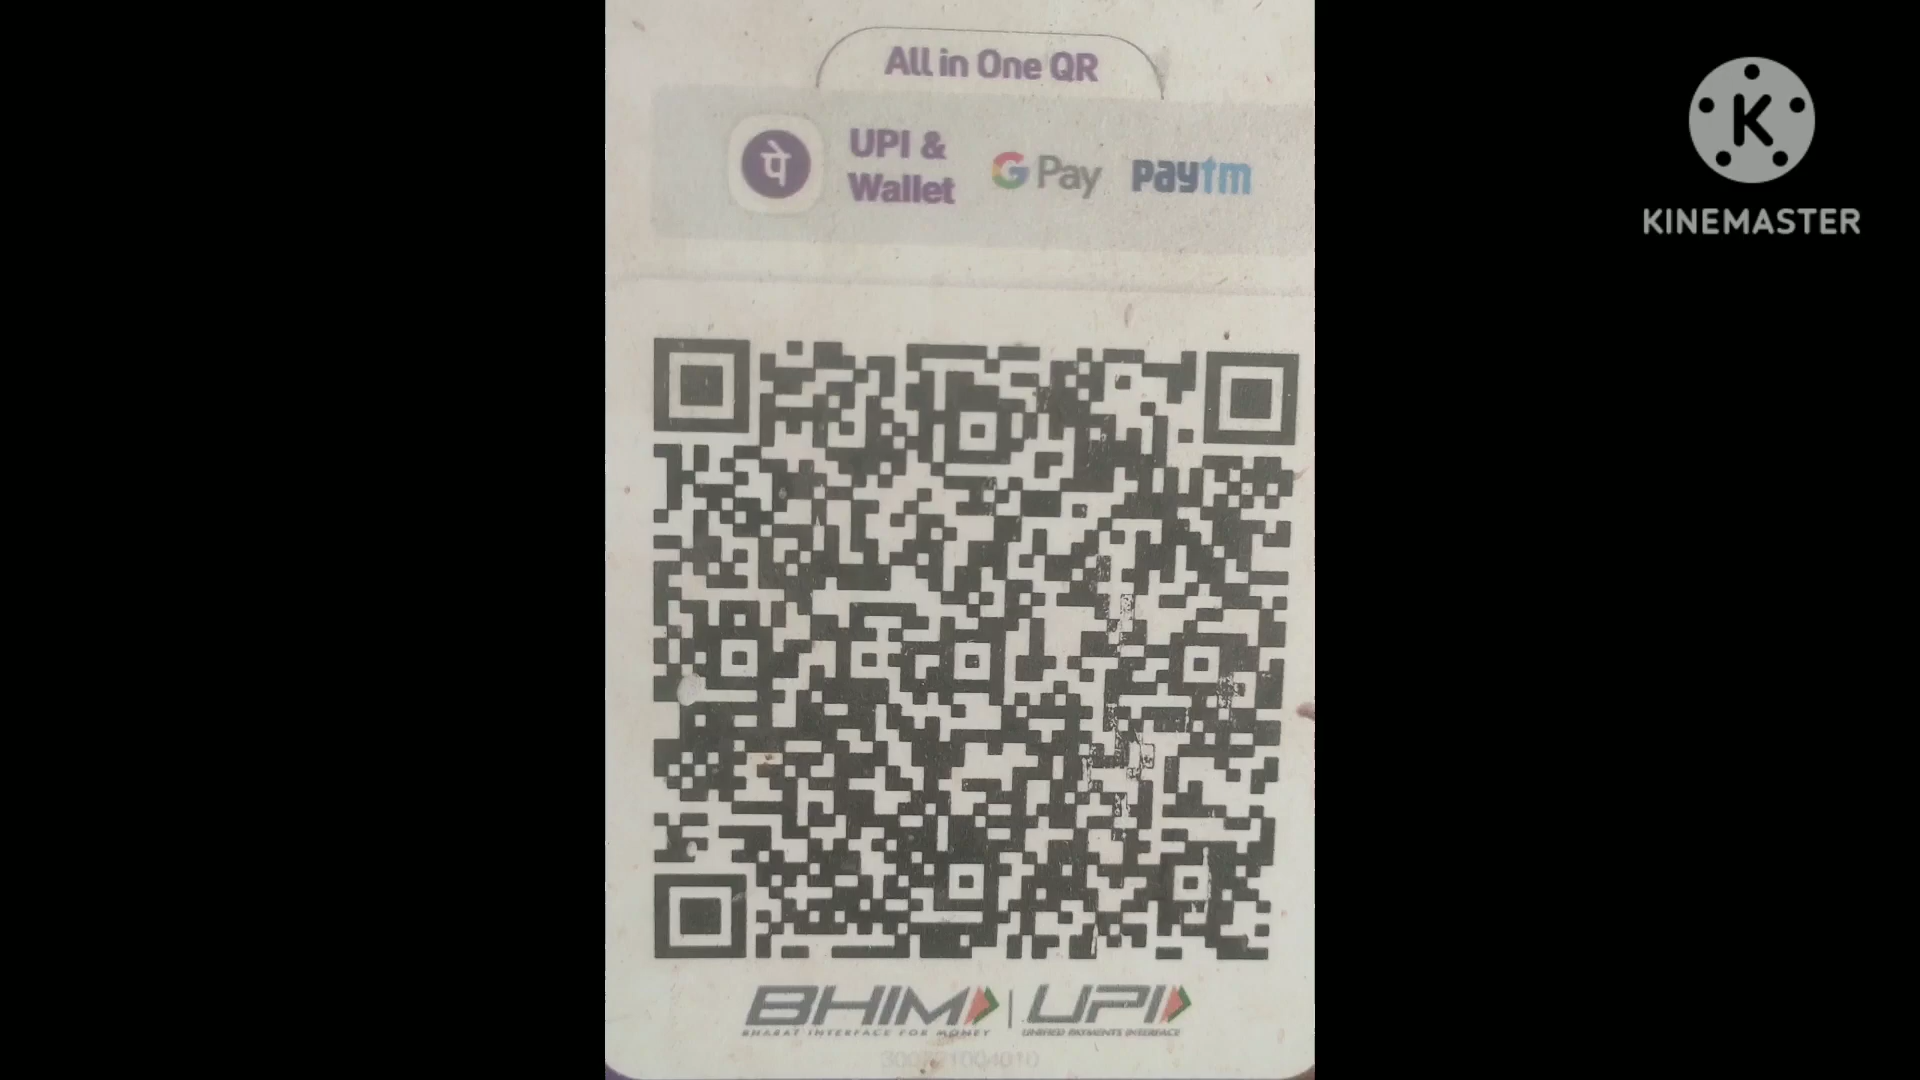 All in One QR
पे
UPI &
Wallet
G Pay
paytm
K
KINEMASTER
BHIM | UPI
BHARAT INTERFACE FOR MONEY
UNIFIED PAYMENTS INTERFACE